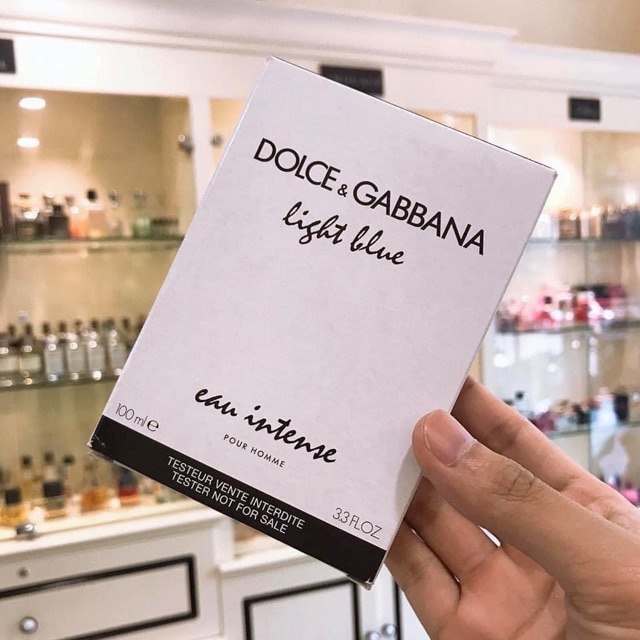 DOLCE & GABBANA
light blue
eau intense
POUR HOMME
100 ml e
3.3 FL.OZ
TESTEUR VENTE INTERDITE
TESTER NOT FOR SALE